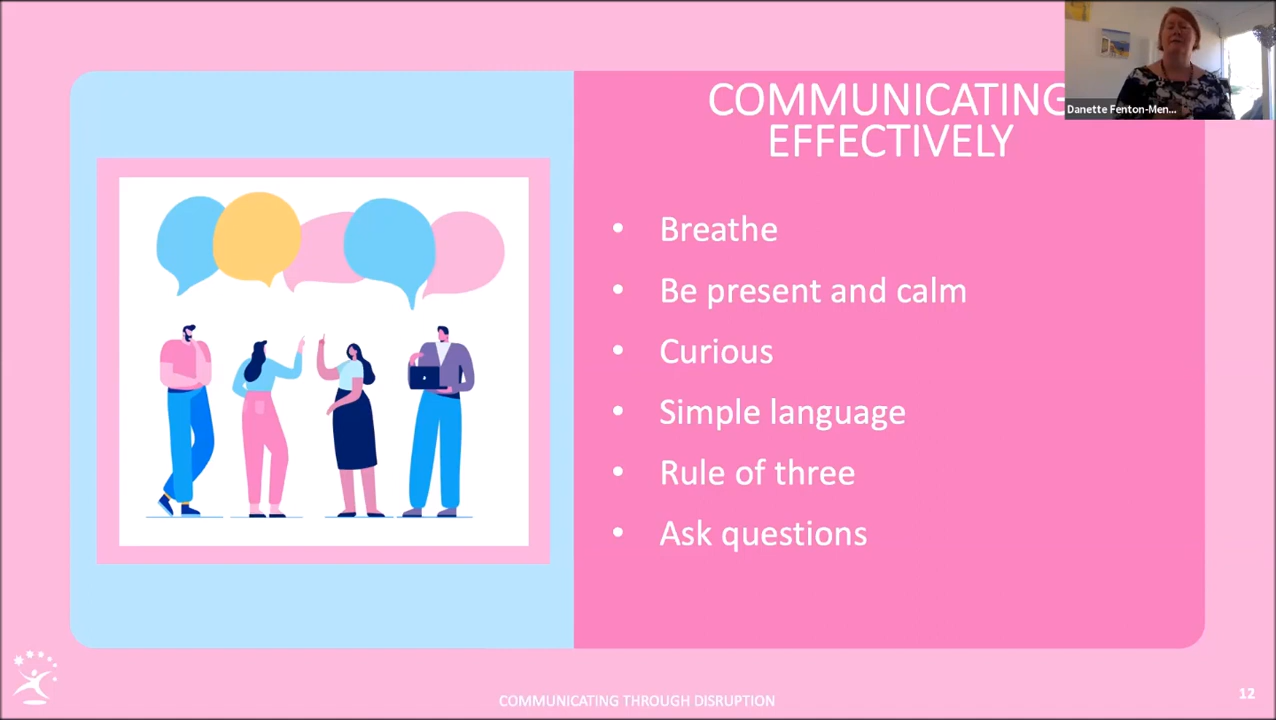 COMMUNICATING
EFFECTIVELY
Danette Fenton-Men...
• Breathe
• Be present and calm
• Curious
• Simple language
• Rule of three
• Ask questions
COMMUNICATING THROUGH DISRUPTION
12